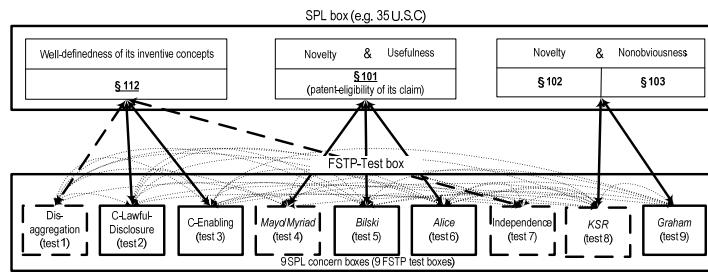 SPL box (e.g. 35 U.S.C)
Well-definedness of its inventive concepts
§ 112
Novelty & Usefulness
§ 101
(patent-eligibility of its claim)
Novelty & Nonobviousness
§ 102 § 103
FSTP-Test box
Dis-
aggregation
(test 1)
C-Lawful-
Disclosure
(test 2)
C-Enabling
(test 3)
Mayo/Myriad
(test 4)
Bilski
(test 5)
Alice
(test 6)
Independence
(test 7)
KSR
(test 8)
Graham
(test 9)
9 SPL concern boxes (9 FSTP test boxes)